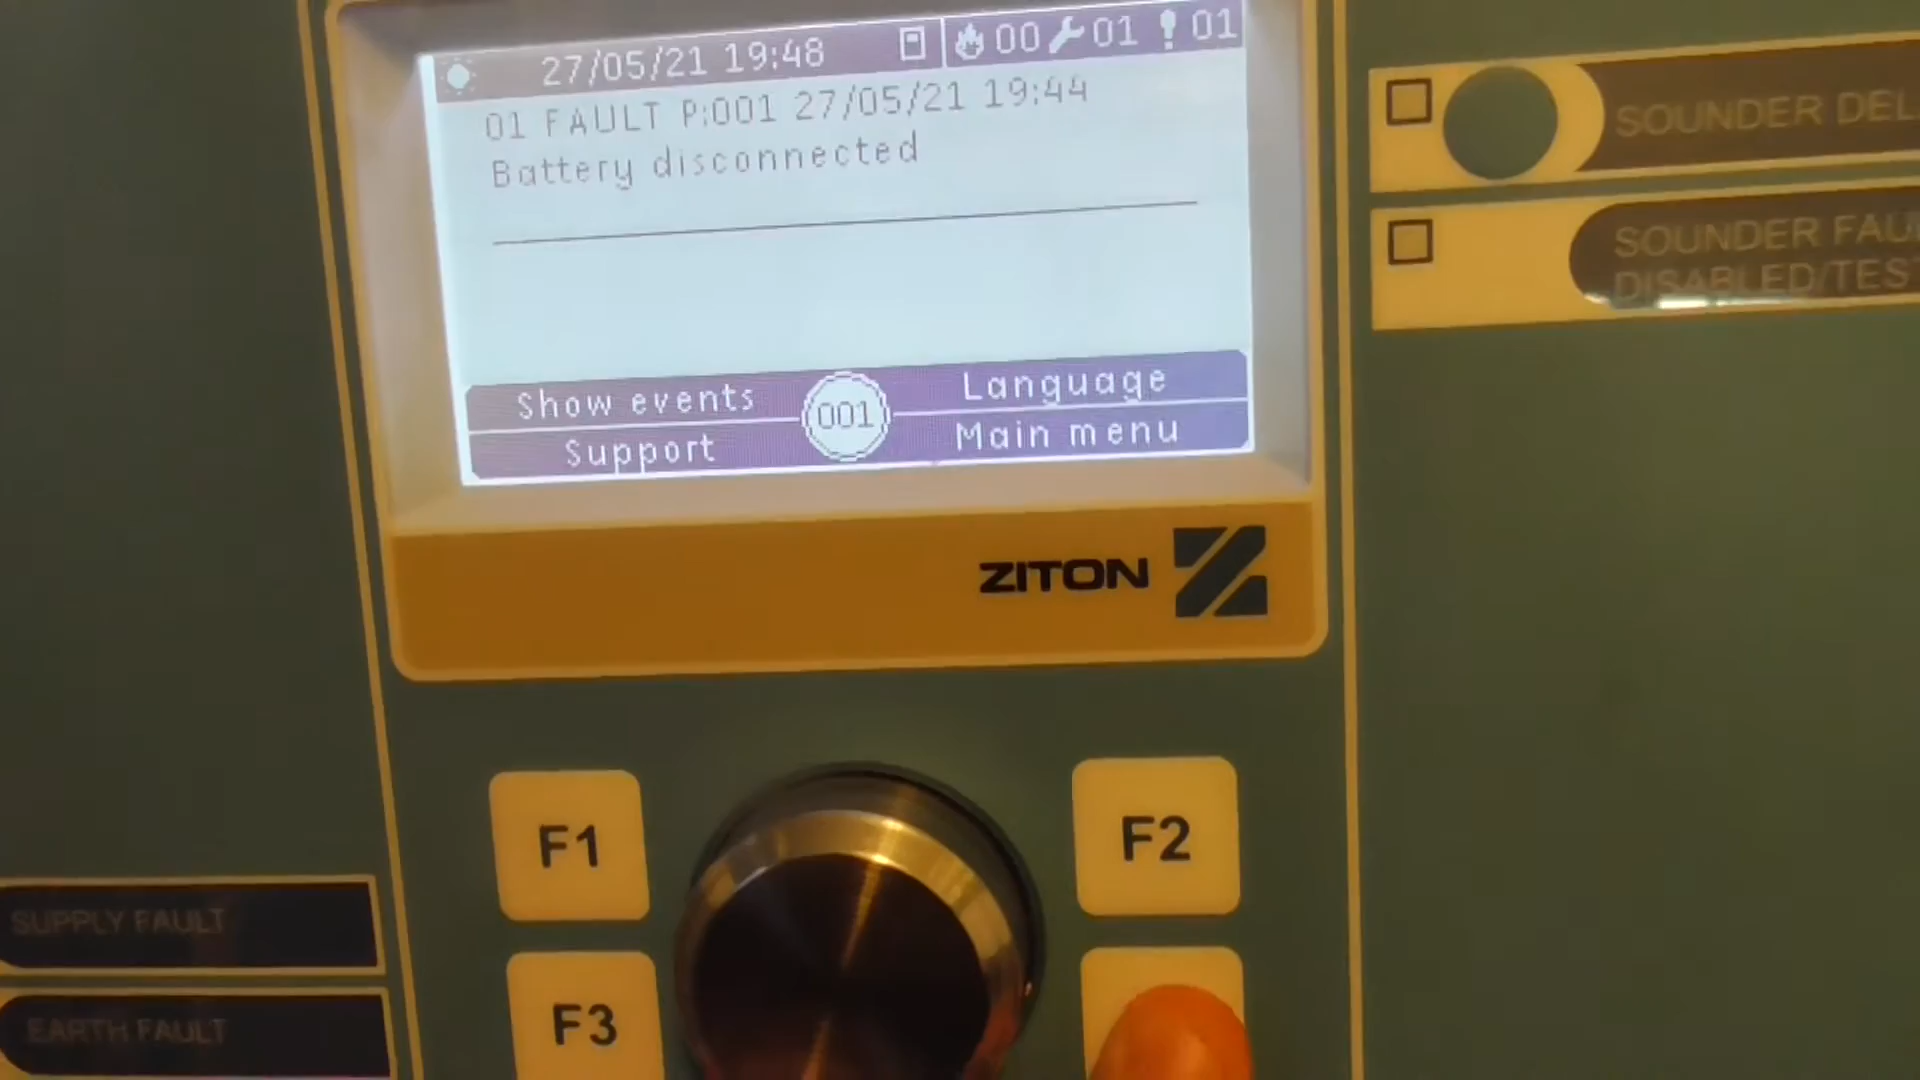 27/05/21 19:48 00 01 01
01 FAULT P:001 27/05/21 19:44
Battery disconnected
Show events
Language
001
Support
Main menu
ZITON
SOUNDER DEL
SOUNDER FAU
DISABLED/TEST
F1
F2
F3
SUPPLY FAULT
EARTH FAULT